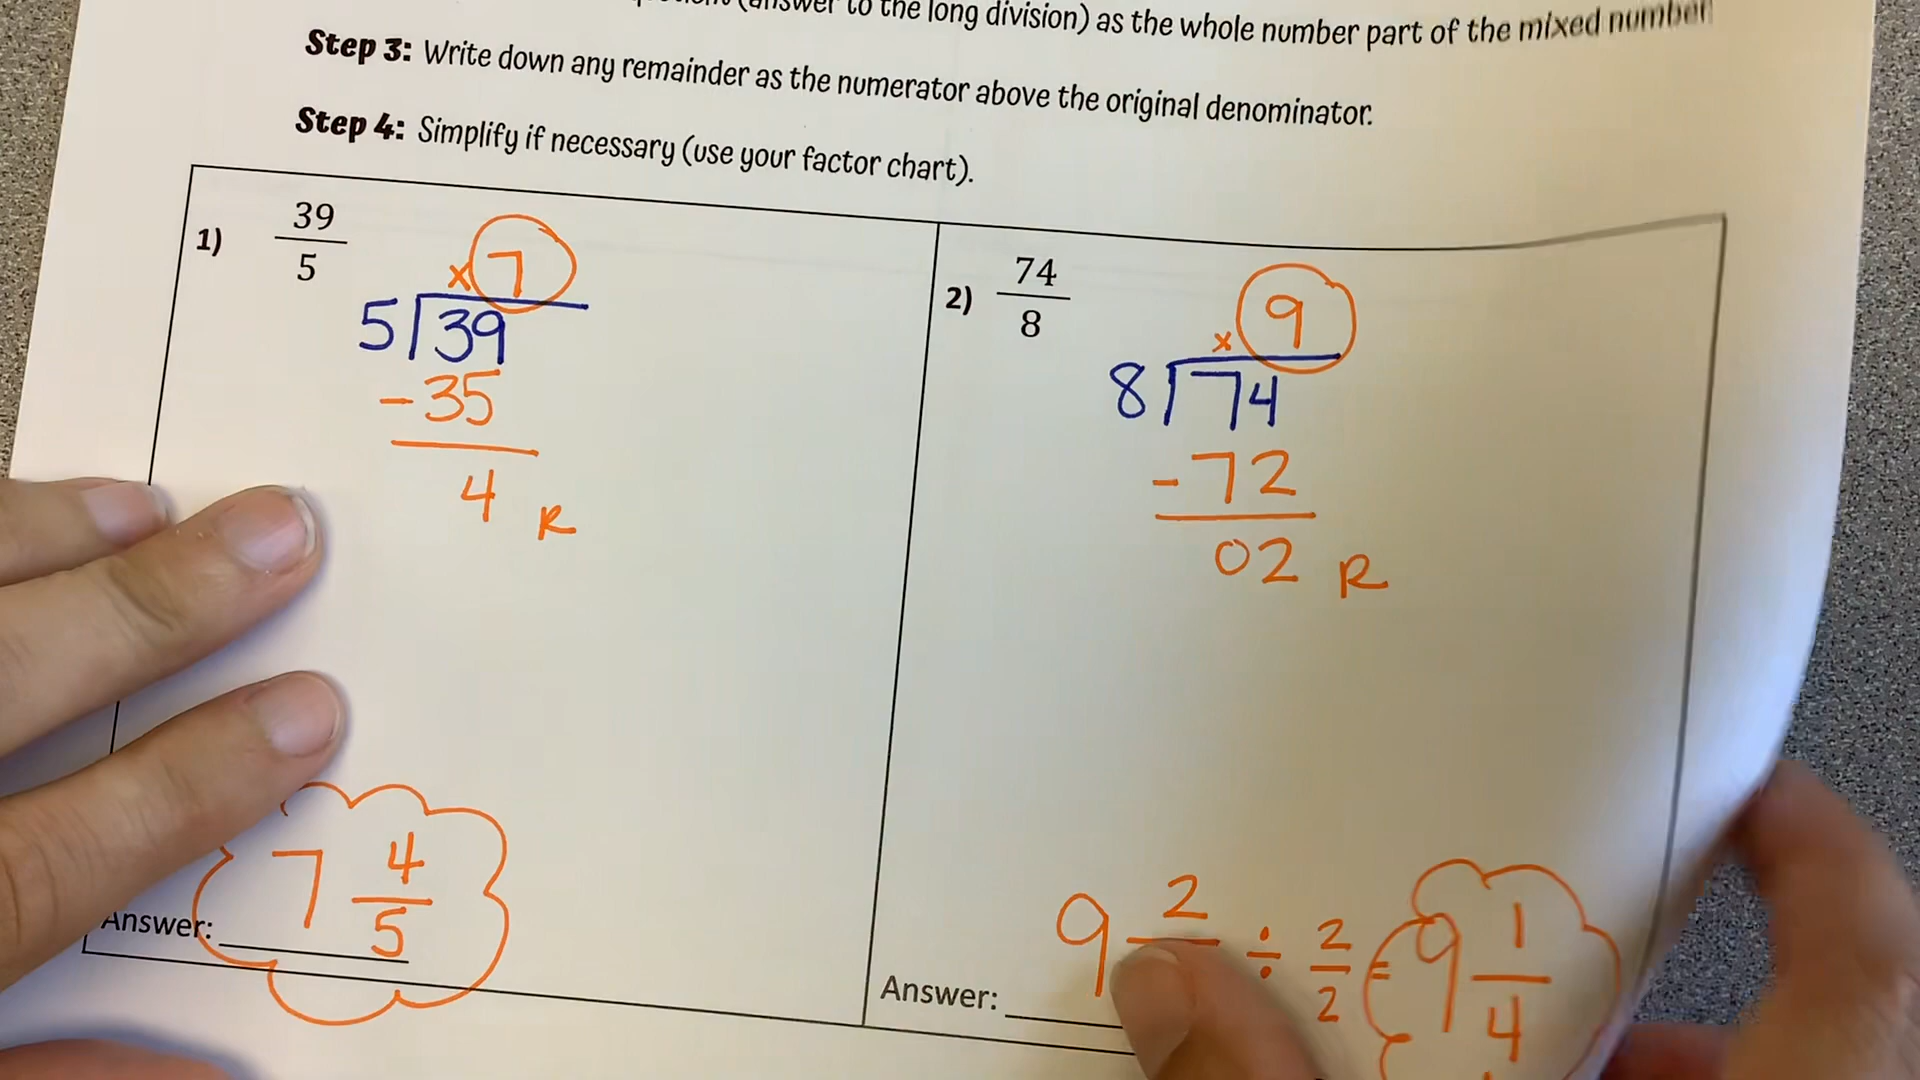 (answer to the long division) as the whole number part of the mixed number
Step 3: Write down any remainder as the numerator above the original denominator.
Step 4: Simplify if necessary (use your factor chart).
1) 39/5
x 7
5 39
- 35
4 R
7 4/5
Answer:
2) 74/8
x 9
8 74
- 72
02 R
9 2 ÷ 2/2 = 9 1/4
Answer: